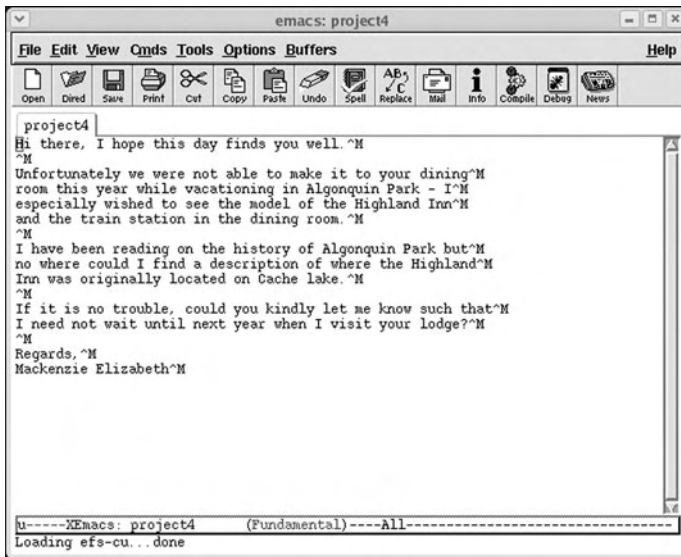 emacs: project4
File Edit View Cmds Tools Options Buffers Help
Open Dired Save Print Cut Copy Paste Undo Spell Replace Mail Info Compile Debug News
project4
Hi there, I hope this day finds you well.^M
^M
Unfortunately we were not able to make it to your dining^M
room this year while vacationing in Algonquin Park - I^M
especially wished to see the model of the Highland Inn^M
and the train station in the dining room.^M
^M
I have been reading on the history of Algonquin Park but^M
no where could I find a description of where the Highland^M
Inn was originally located on Cache lake.^M
^M
If it is no trouble, could you kindly let me know such that^M
I need not wait until next year when I visit your lodge?^M
^M
Regards,^M
Mackenzie Elizabeth^M
u-----XEmacs: project4 (Fundamental)----All--------------------------------
Loading efs-cu...done